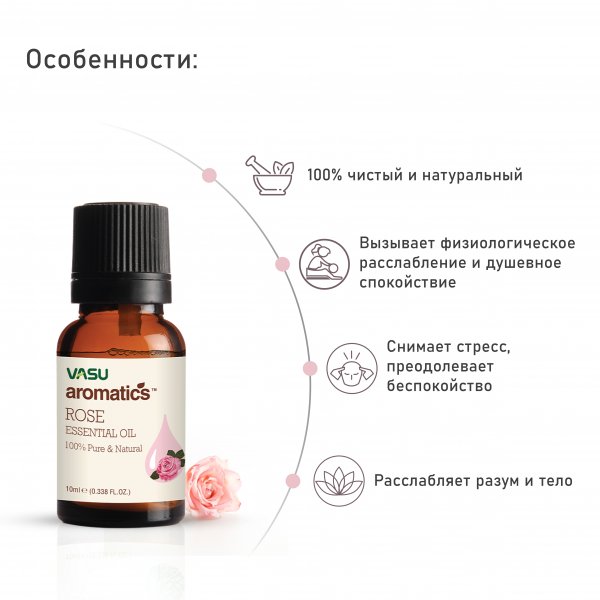 Особенности:
100% чистый и натуральный
Вызывает физиологическое
расслабление и душевное
спокойствие
Снимает стресс,
преодолевает
беспокойство
Расслабляет разум и тело
VASU
aromatics™
ROSE
ESSENTIAL OIL
100% Pure & Natural
10ml e (0.338 FL.OZ.)